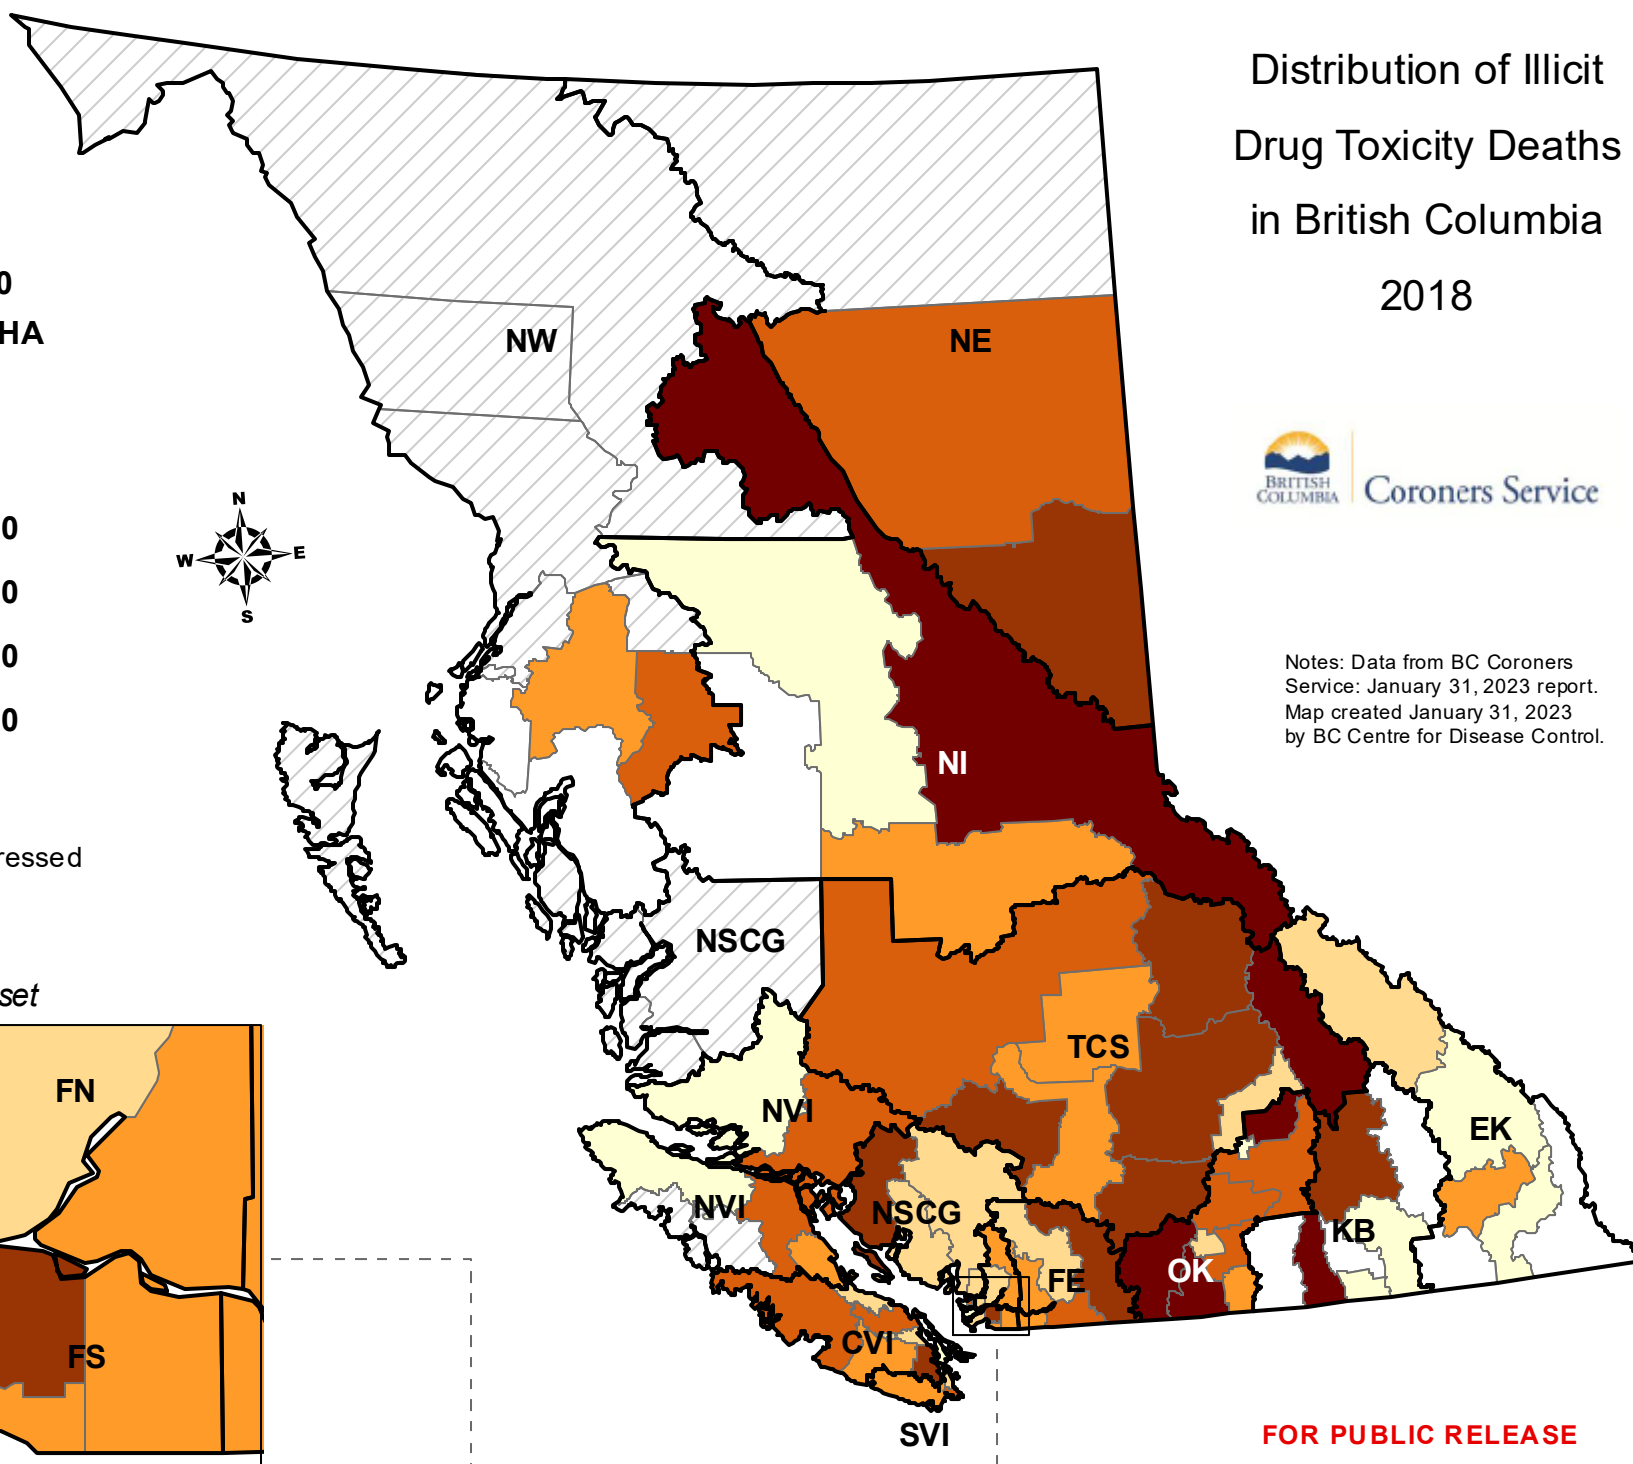 Distribution of Illicit
Drug Toxicity Deaths
in British Columbia
2018
0
HA
NW
NE
BRITISH
COLUMBIA
Coroners Service
N
W
E
S
0
0
0
0
Notes: Data from BC Coroners
Service: January 31, 2023 report.
Map created January 31, 2023
by BC Centre for Disease Control.
NI
ressed
NSCG
set
TCS
FN
NVI
EK
NVI
NSCG
KB
OK
FE
CVI
FS
SVI
FOR PUBLIC RELEASE